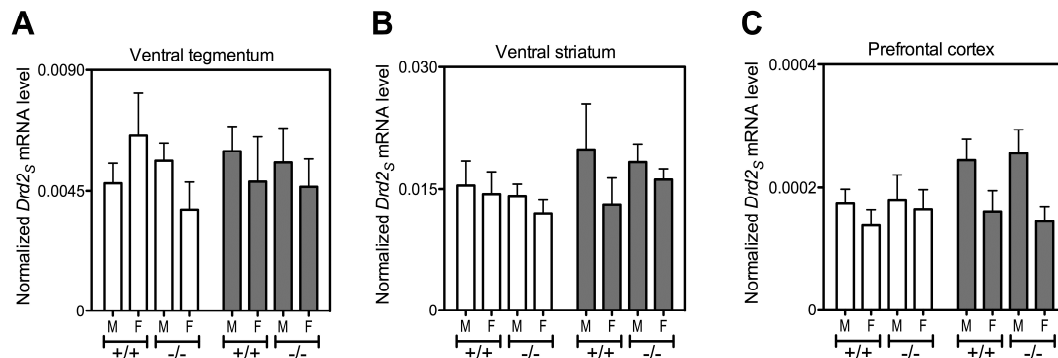 A
Ventral tegmentum
Normalized Drd2S mRNA level
0.0090
0.0045
0
M F M F M F M F
+/+ -/- +/+ -/-
B
Ventral striatum
Normalized Drd2S mRNA level
0.030
0.015
0
M F M F M F M F
+/+ -/- +/+ -/-
C
Prefrontal cortex
Normalized Drd2S mRNA level
0.0004
0.0002
0
M F M F M F M F
+/+ -/- +/+ -/-